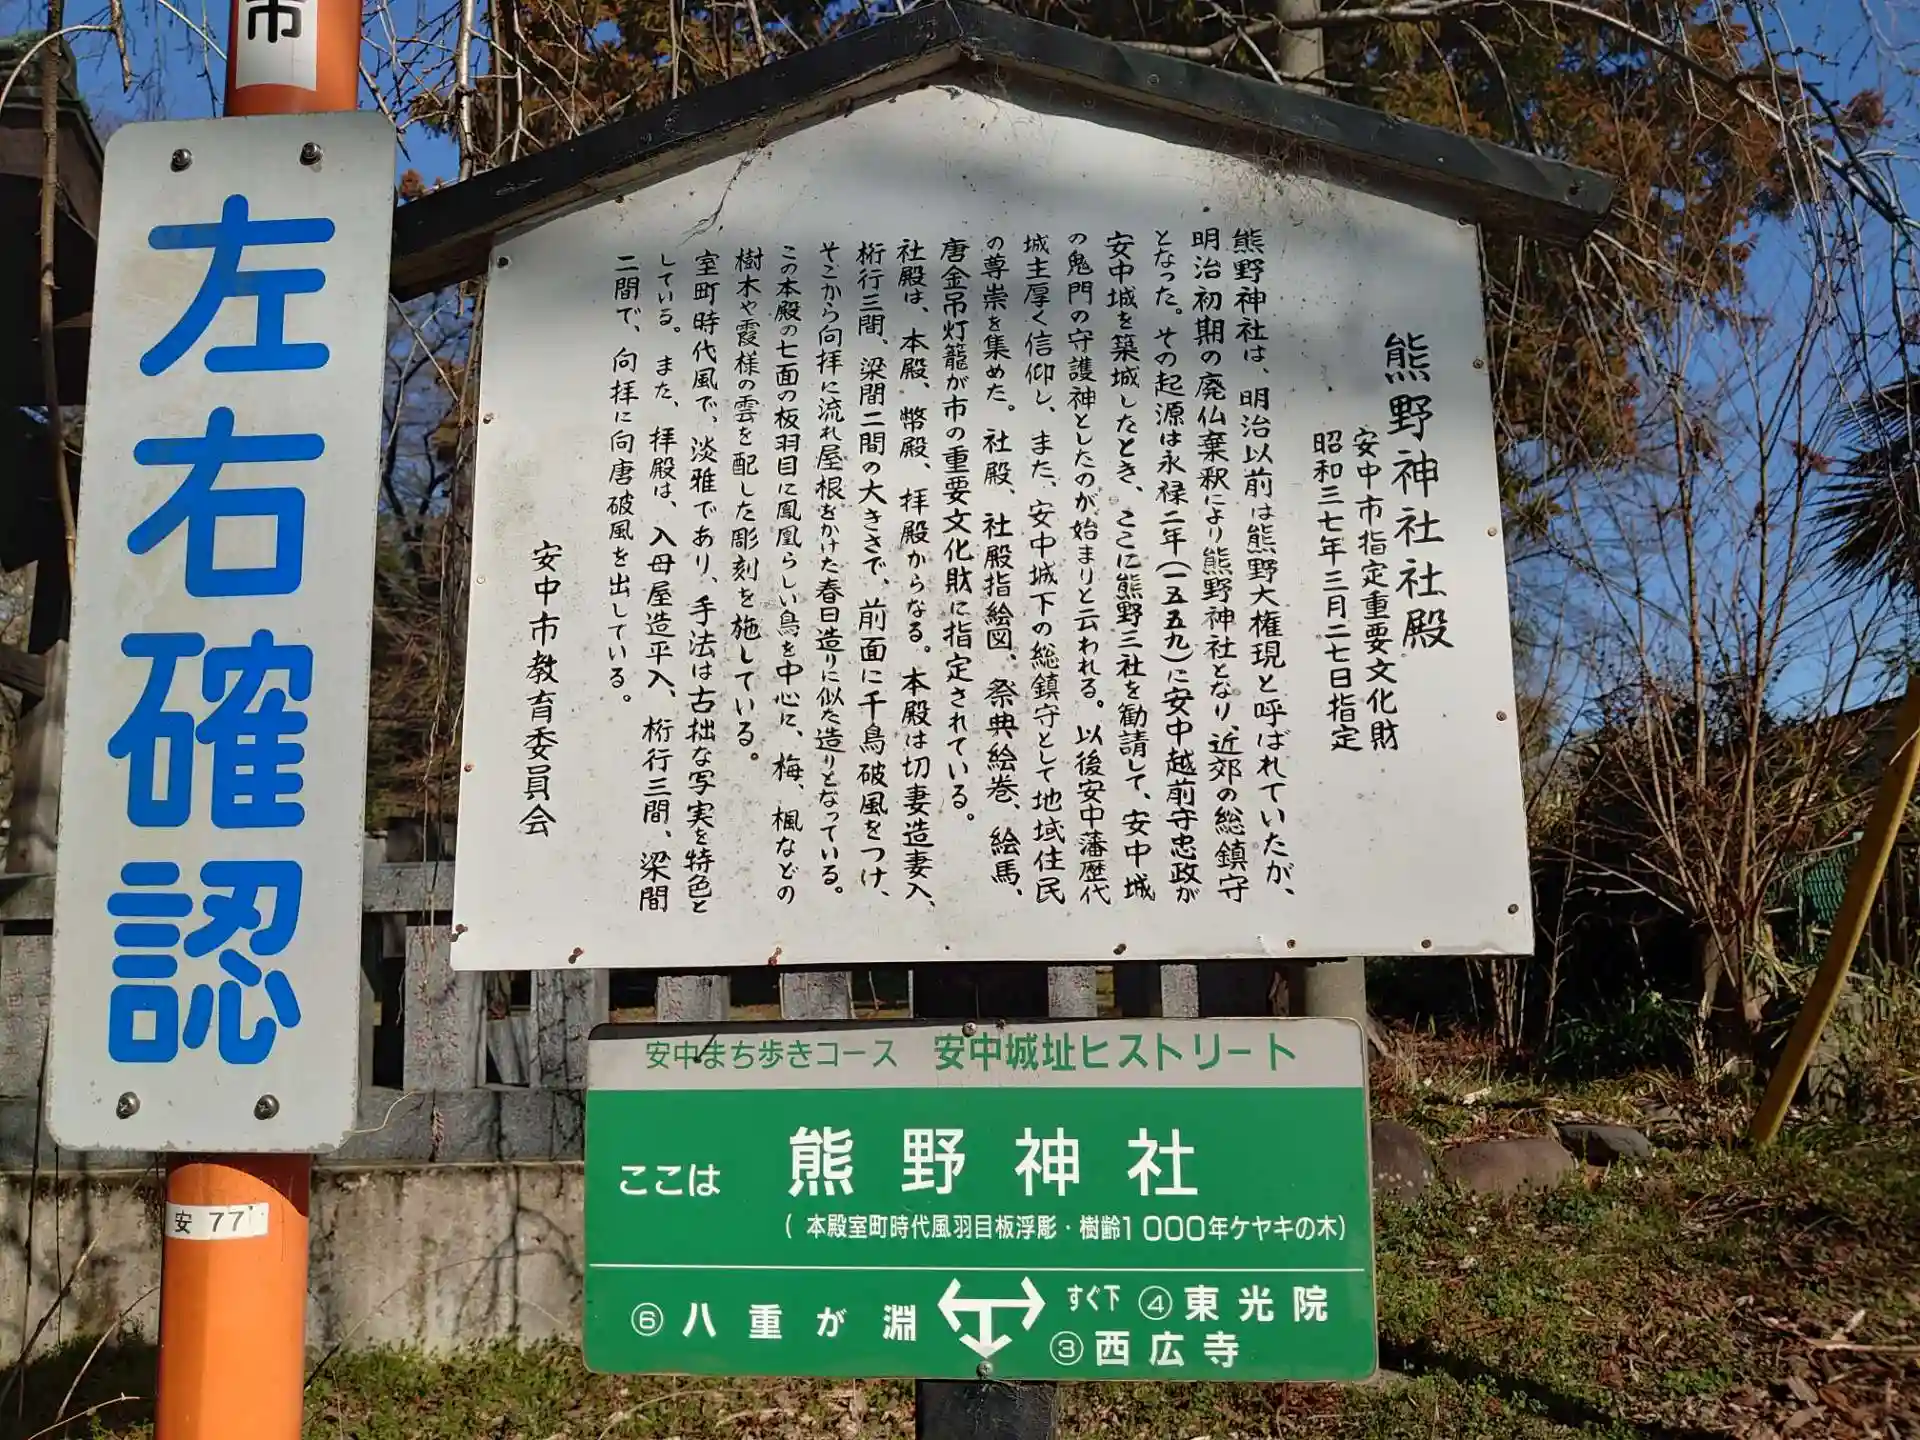 市
左右確認
安 77
熊野神社社殿
安中市指定重要文化財
昭和三七年三月二七日指定
熊野神社は、明治以前は熊野大権現と呼ばれていたが、
明治初期の廃仏棄釈により熊野神社となり、近郊の総鎮守
となった。その起源は永禄二年(一五五九)に安中越前守忠政が
安中城を築城したとき、ここに熊野三社を勧請して、安中城
の鬼門の守護神としたのが始まりと云われる。以後安中藩歴代
城主厚く信仰し、また、安中城下の総鎮守として地域住民
の尊崇を集めた。社殿、社殿指絵図、祭典絵巻、絵馬、
唐金吊灯籠が市の重要文化財に指定されている。
社殿は、本殿、幣殿、拝殿からなる。本殿は切妻造妻入、
桁行三間、梁間二間の大きさで、前面に千鳥破風をつけ、
そこから向拝に流れ屋根をかけた春日造りに似た造りとなっている。
この本殿の七面の板羽目に鳳凰らしい鳥を中心に、梅、楓などの
樹木や霞様の雲を配した彫刻を施している。
室町時代風で、淡雅であり、手法は古拙な写実を特色と
している。また、拝殿は、入母屋造平入、桁行三間、梁間
二間で、向拝に向唐破風を出している。
安中市教育委員会
安中まち歩きコース 安中城址ヒストリート
ここは 熊野神社
(本殿室町時代風羽目板浮彫・樹齢1000年ケヤキの木)
⑥八重が淵 すぐ下 ④東光院
③西広寺